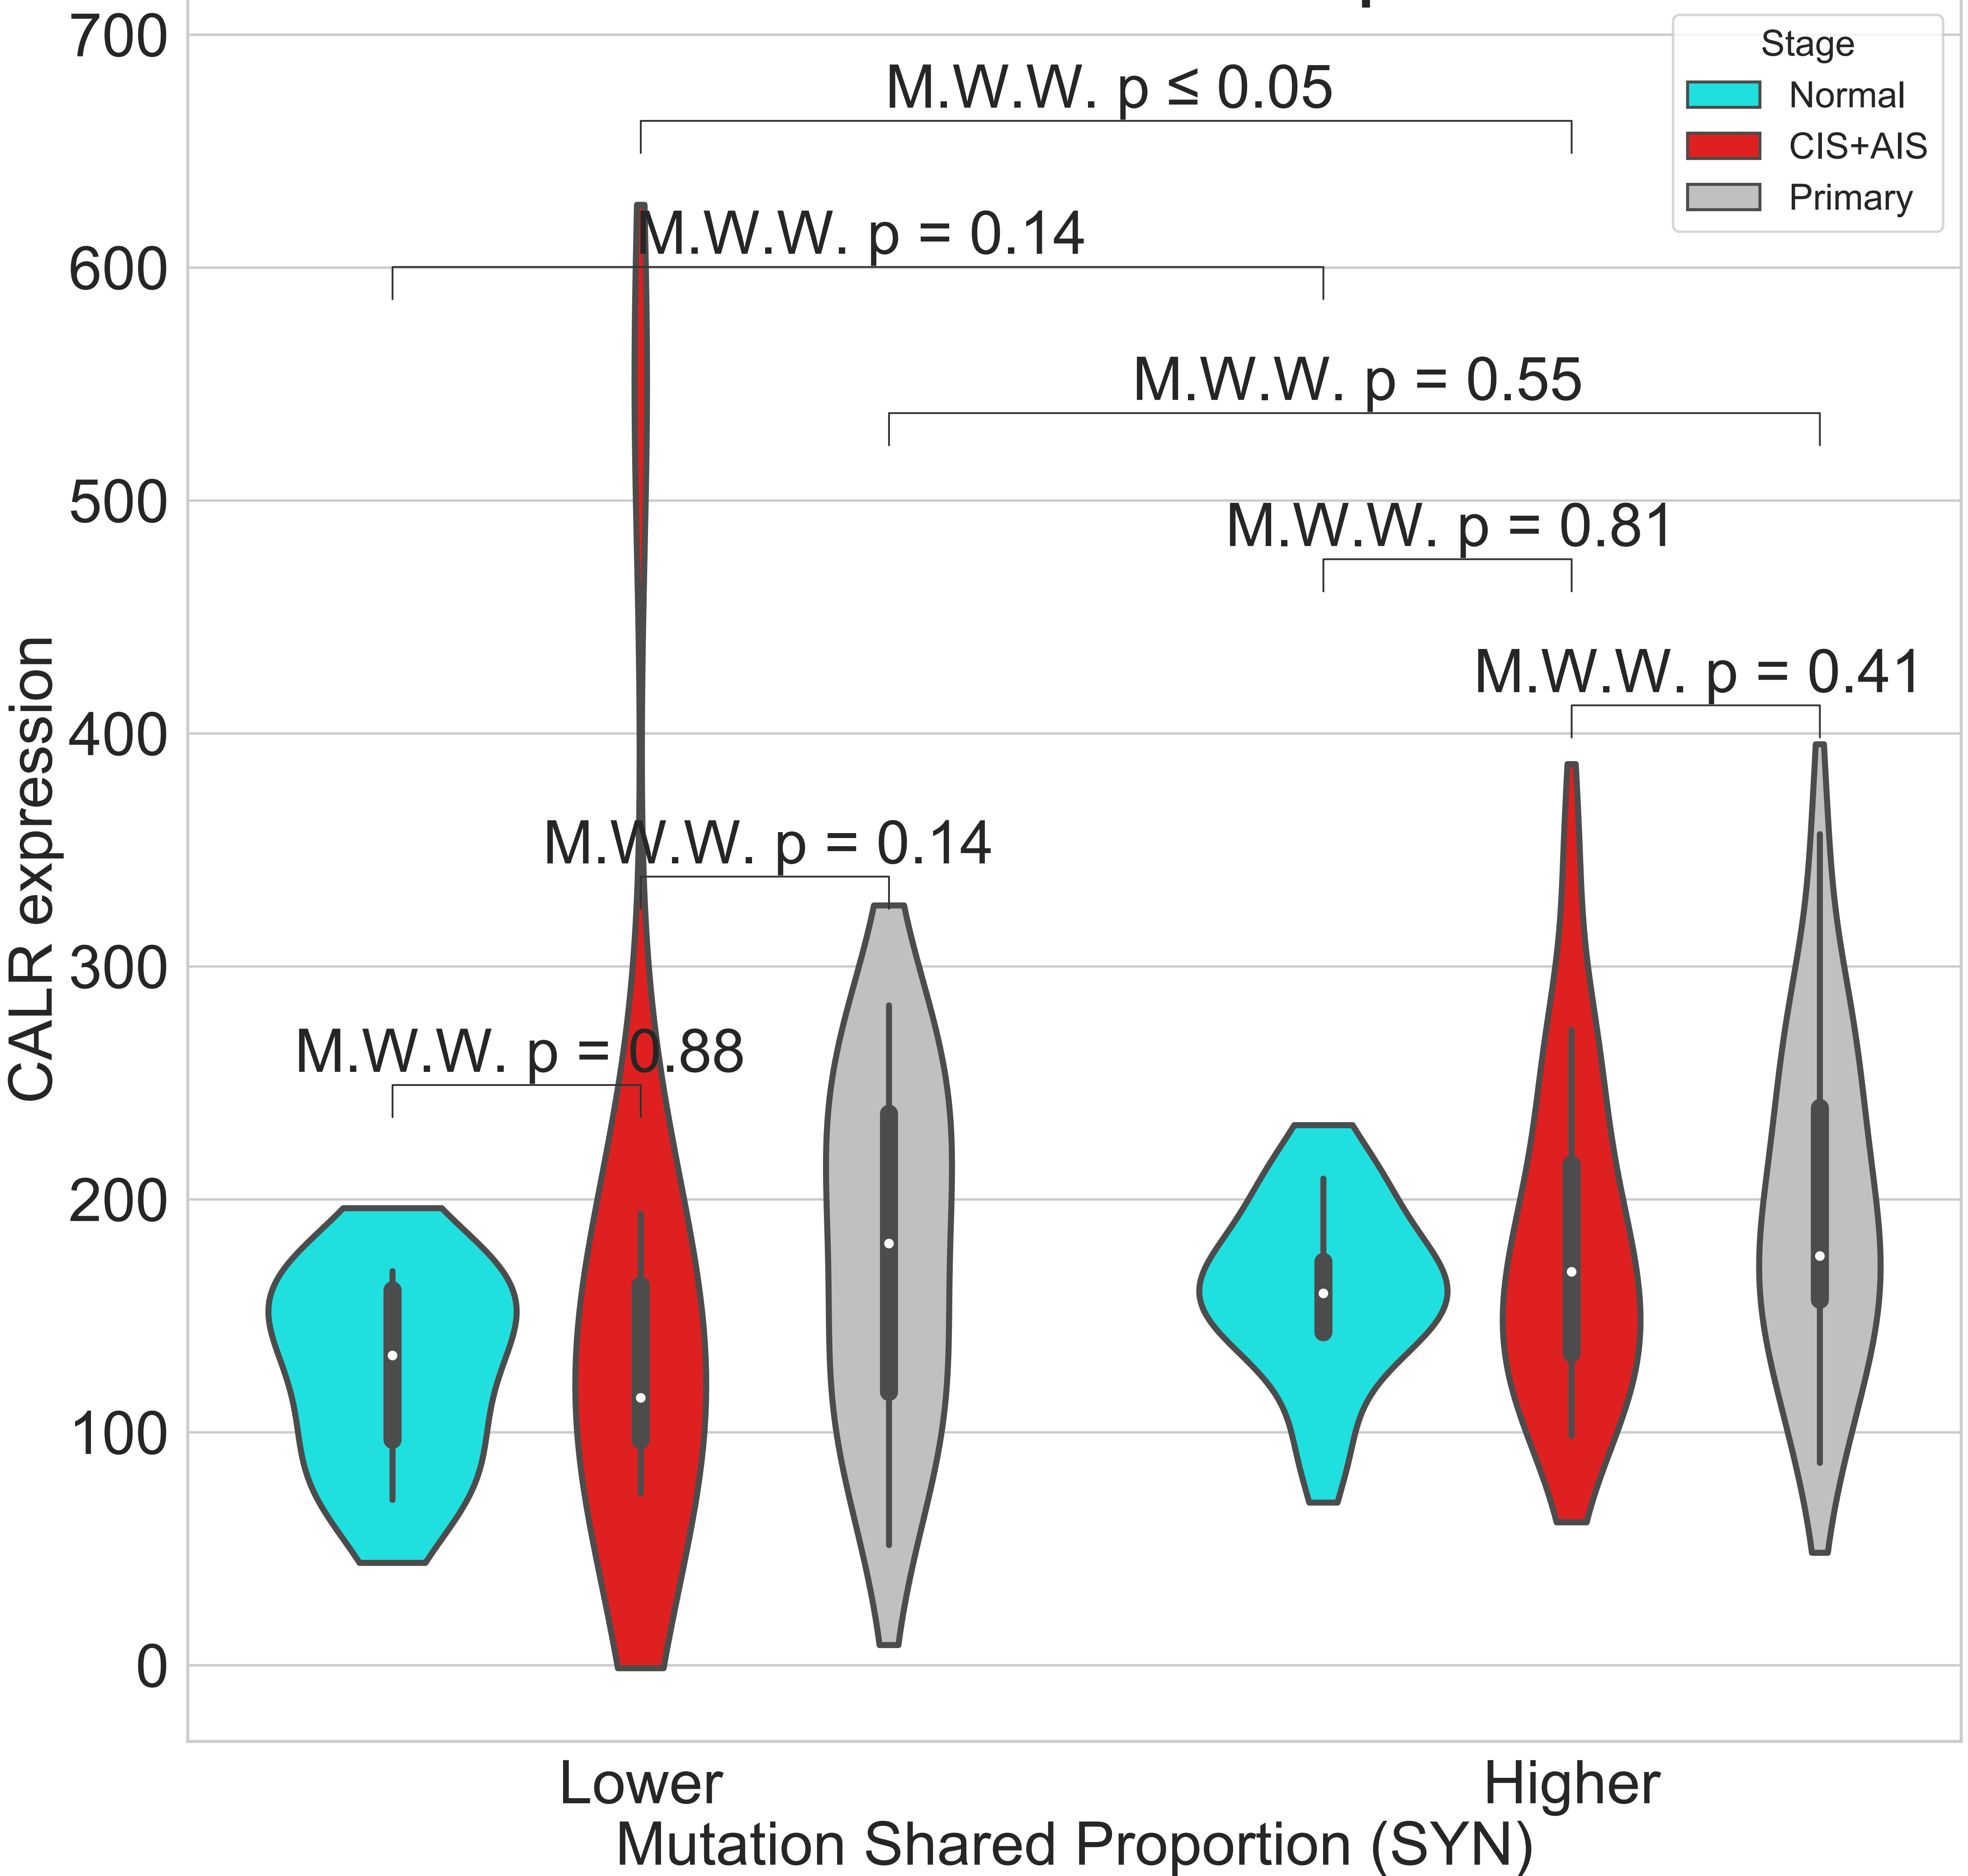 700
600
500
400
300
200
100
0
CALR expression
Stage
Normal
CIS+AIS
Primary
M.W.W. p ≤ 0.05
M.W.W. p = 0.14
M.W.W. p = 0.55
M.W.W. p = 0.81
M.W.W. p = 0.41
M.W.W. p = 0.14
M.W.W. p = 0.88
Lower
Higher
Mutation Shared Proportion (SYN)